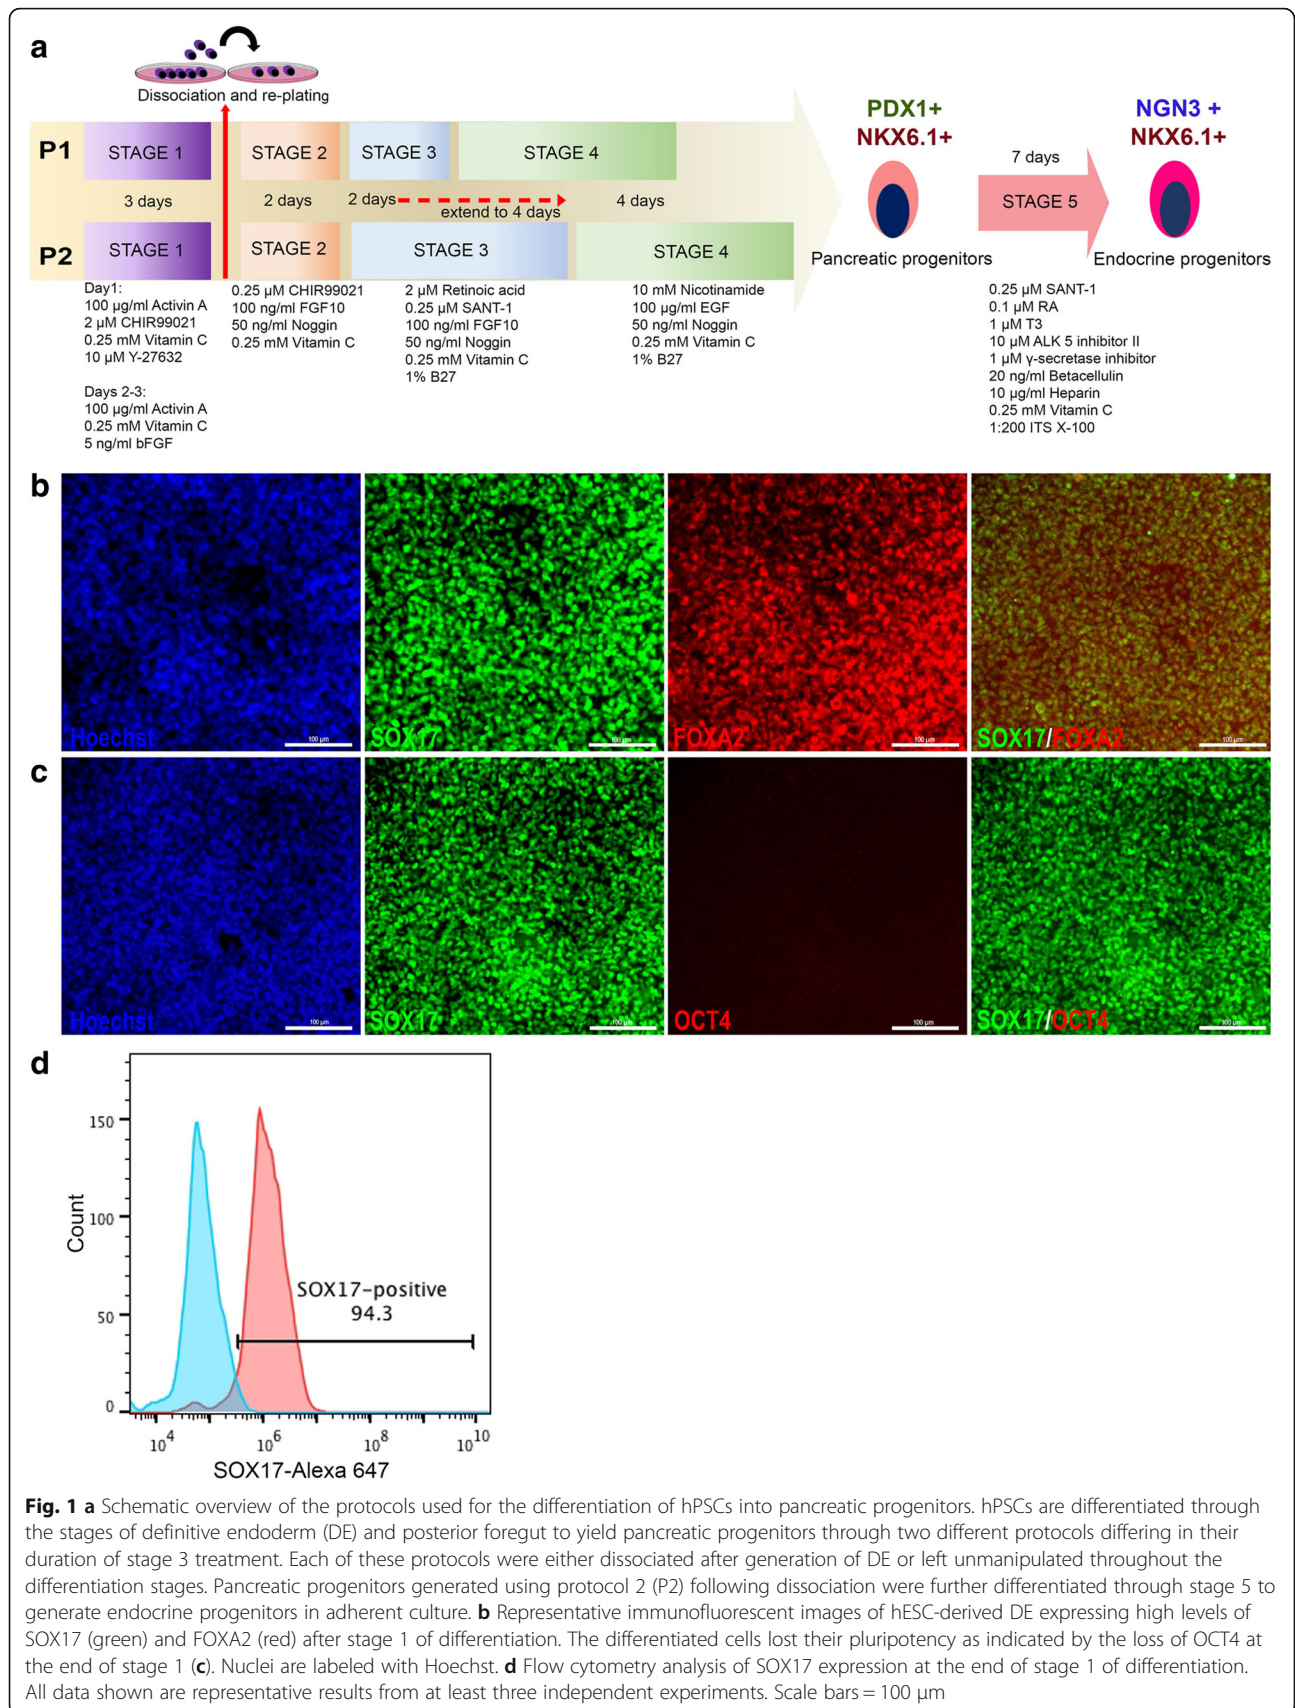 a
Dissociation and re-plating
P1
STAGE 1
STAGE 2
STAGE 3
STAGE 4
3 days
2 days
2 days
extend to 4 days
4 days
P2
STAGE 1
STAGE 2
STAGE 3
STAGE 4
PDX1+
NKX6.1+
Pancreatic progenitors
7 days
STAGE 5
NGN3 +
NKX6.1+
Endocrine progenitors
Day1:
100 µg/ml Activin A
2 µM CHIR99021
0.25 mM Vitamin C
10 µM Y-27632
Days 2-3:
100 µg/ml Activin A
0.25 mM Vitamin C
5 ng/ml bFGF
0.25 µM CHIR99021
100 ng/ml FGF10
50 ng/ml Noggin
0.25 mM Vitamin C
2 µM Retinoic acid
0.25 µM SANT-1
100 ng/ml FGF10
50 ng/ml Noggin
0.25 mM Vitamin C
1% B27
10 mM Nicotinamide
100 µg/ml EGF
50 ng/ml Noggin
0.25 mM Vitamin C
1% B27
0.25 µM SANT-1
0.1 µM RA
1 µM T3
10 µM ALK 5 inhibitor II
1 µM γ-secretase inhibitor
20 ng/ml Betacellulin
10 µg/ml Heparin
0.25 mM Vitamin C
1:200 ITS X-100
b
Hoechst
100 µm
SOX17
100 µm
FOXA2
100 µm
SOX17/FOXA2
100 µm
c
Hoechst
100 µm
SOX17
100 µm
OCT4
100 µm
SOX17/OCT4
100 µm
d
Count
150
100
50
0
SOX17-positive
94.3
10^4
10^6
10^8
10^10
SOX17-Alexa 647
Fig. 1 a Schematic overview of the protocols used for the differentiation of hPSCs into pancreatic progenitors. hPSCs are differentiated through
the stages of definitive endoderm (DE) and posterior foregut to yield pancreatic progenitors through two different protocols differing in their
duration of stage 3 treatment. Each of these protocols were either dissociated after generation of DE or left unmanipulated throughout the
differentiation stages. Pancreatic progenitors generated using protocol 2 (P2) following dissociation were further differentiated through stage 5 to
generate endocrine progenitors in adherent culture. b Representative immunofluorescent images of hESC-derived DE expressing high levels of
SOX17 (green) and FOXA2 (red) after stage 1 of differentiation. The differentiated cells lost their pluripotency as indicated by the loss of OCT4 at
the end of stage 1 (c). Nuclei are labeled with Hoechst. d Flow cytometry analysis of SOX17 expression at the end of stage 1 of differentiation.
All data shown are representative results from at least three independent experiments. Scale bars = 100 µm